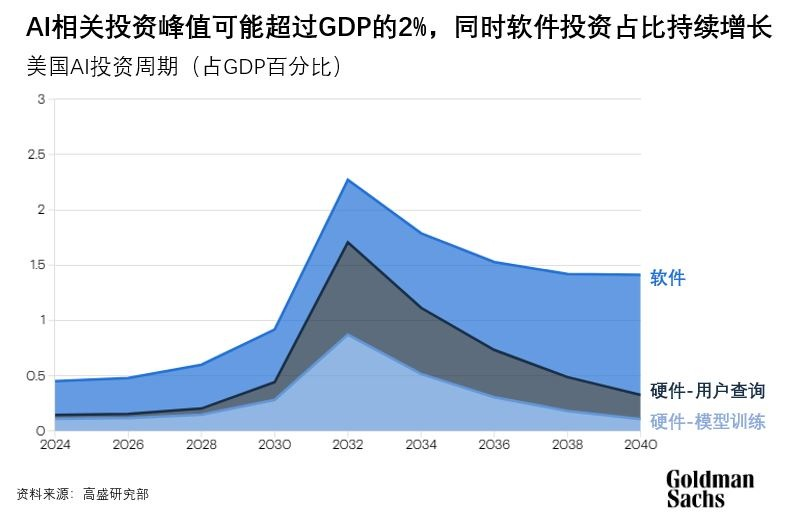 AI相关投资峰值可能超过GDP的2%，同时软件投资占比持续增长
美国AI投资周期（占GDP百分比）
3
2.5
2
1.5
1
0.5
0
2024 2026 2028 2030 2032 2034 2036 2038 2040
软件
硬件-用户查询
硬件-模型训练
资料来源：高盛研究部
Goldman
Sachs